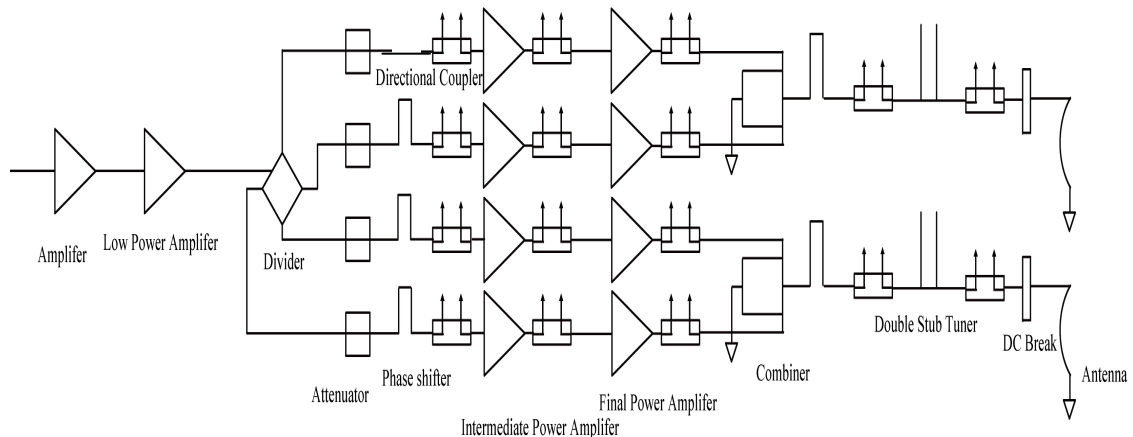 Directional Coupler
Amplifer
Low Power Amplifer
Divider
Attenuator
Phase shifter
Intermediate Power Amplifer
Final Power Amplifer
Combiner
Double Stub Tuner
DC Break
Antenna